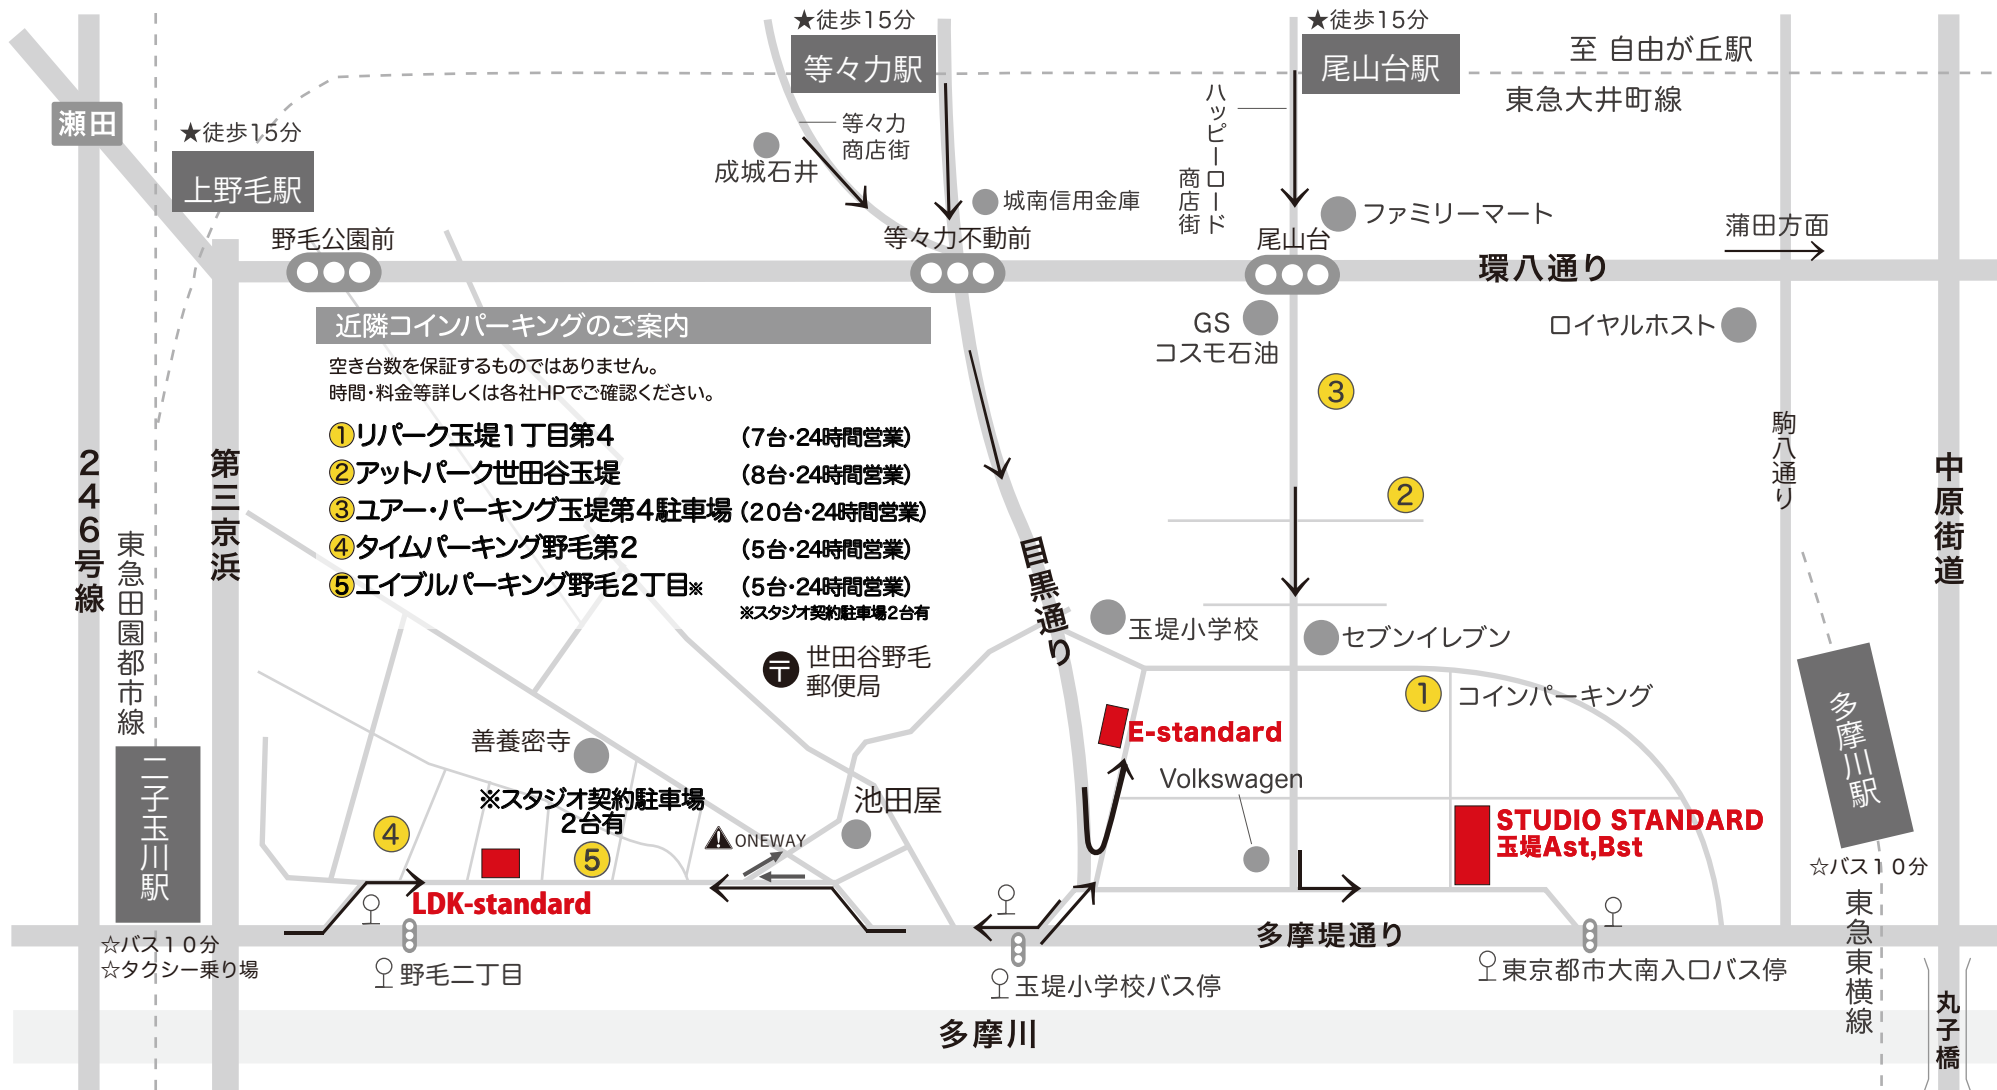 ★徒歩15分
等々力駅
★徒歩15分
尾山台駅
至 自由が丘駅
東急大井町線
瀬田
★徒歩15分
上野毛駅
等々力
商店街
成城石井
城南信用金庫
ハッピーロード
商店街
ファミリーマート
蒲田方面
野毛公園前
等々力不動前
尾山台
環八通り
近隣コインパーキングのご案内
空き台数を保証するものではありません。
時間・料金等詳しくは各社HPでご確認ください。
①リパーク玉堤1丁目第4 (7台・24時間営業)
②アットパーク世田谷玉堤 (8台・24時間営業)
③ユアー・パーキング玉堤第4駐車場 (20台・24時間営業)
④タイムパーキング野毛第2 (5台・24時間営業)
⑤エイブルパーキング野毛2丁目※ (5台・24時間営業)
※スタジオ契約駐車場2台有
GS
コスモ石油
ロイヤルホスト
③
②
駒八通り
246号線
第三京浜
中原街道
東急田園都市線
目黒通り
玉堤小学校
セブンイレブン
世田谷野毛
郵便局
①
コインパーキング
多摩川駅
E-standard
善養密寺
Volkswagen
二子玉川駅
※スタジオ契約駐車場
2台有
池田屋
④
⑤
ONEWAY
STUDIO STANDARD
玉堤Ast,Bst
☆バス10分
LDK-standard
多摩堤通り
東急東横線
☆バス10分
☆タクシー乗り場
野毛二丁目
玉堤小学校バス停
東京都市大南入口バス停
多摩川
丸子橋